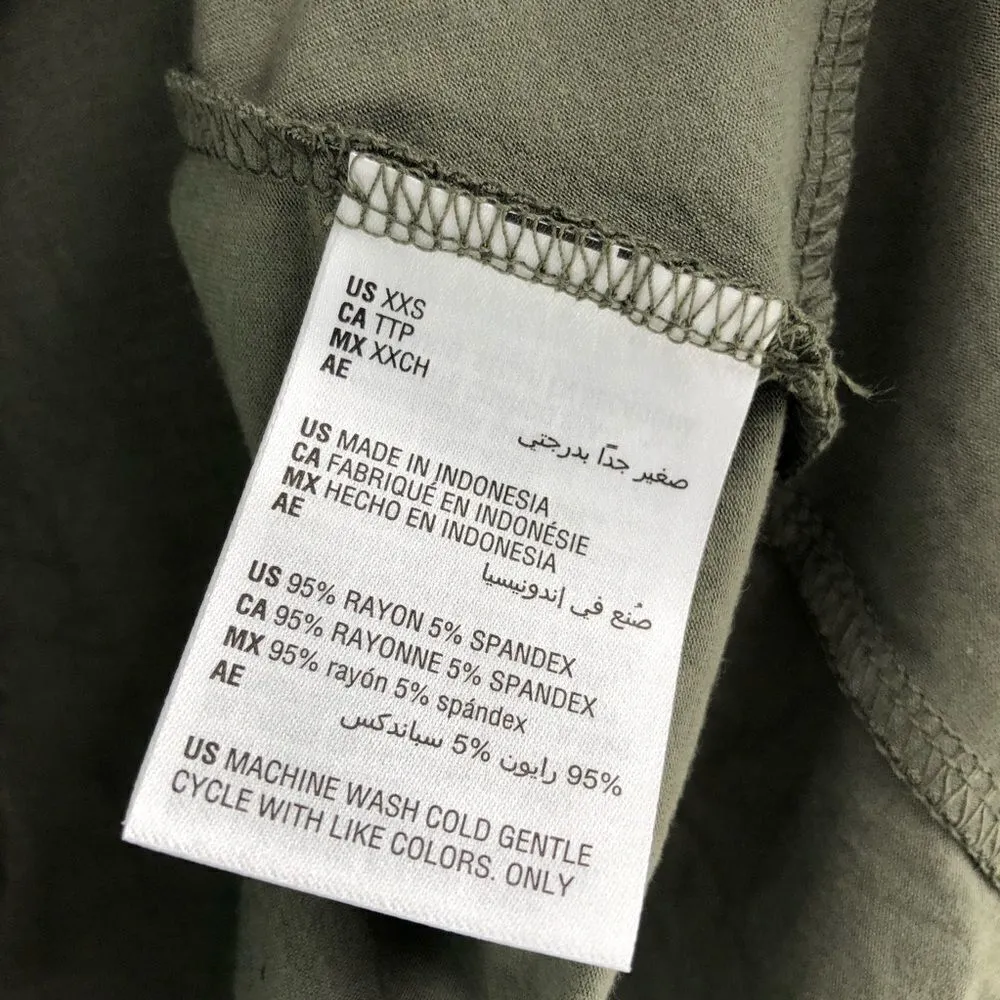 US XXS
CA TTP
MX XXCH
AE
صغير جدًا بدرجتي
US MADE IN INDONESIA
CA FABRIQUÉ EN INDONÉSIE
MX HECHO EN INDONESIA
AE
صُنع في إندونيسيا
US 95% RAYON 5% SPANDEX
CA 95% RAYONNE 5% SPANDEX
MX 95% rayón 5% spándex
AE
95% رايون 5% سباندكس
US MACHINE WASH COLD GENTLE
CYCLE WITH LIKE COLORS. ONLY